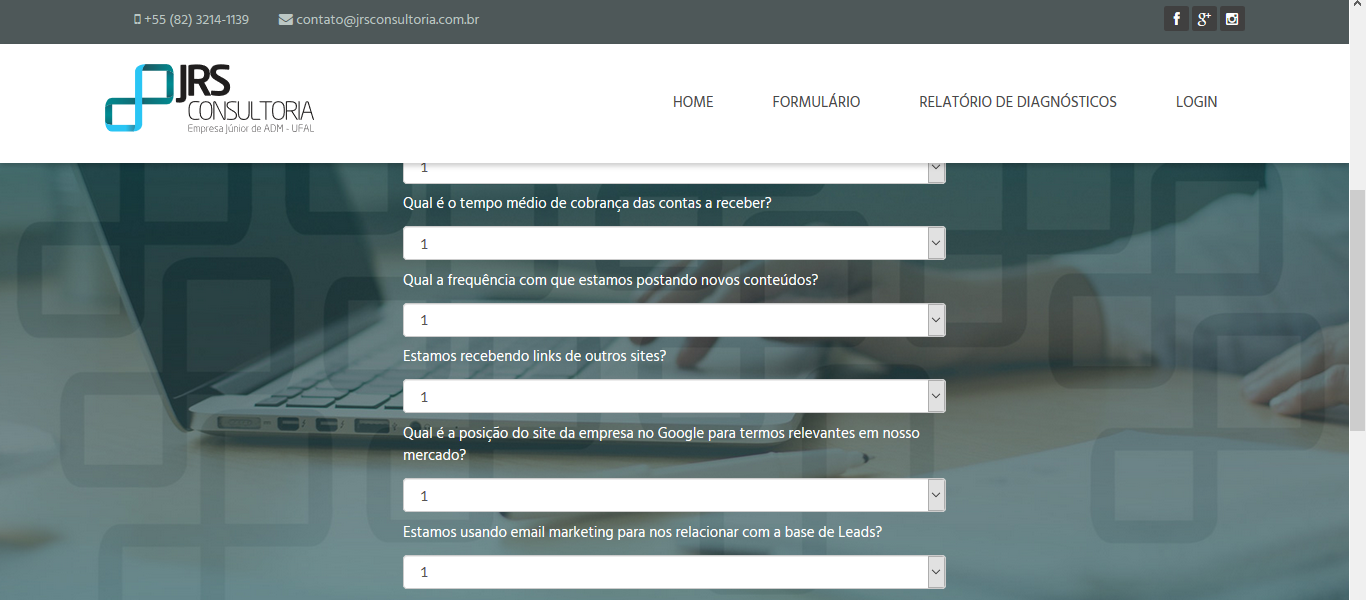 +55 (82) 3214-1139 contato@jrsconsultoria.com.br
JRS
CONSULTORIA
Empresa Júnior de ADM - UFAL
HOME FORMULÁRIO RELATÓRIO DE DIAGNÓSTICOS LOGIN
1
Qual é o tempo médio de cobrança das contas a receber?
1
Qual a frequência com que estamos postando novos conteúdos?
1
Estamos recebendo links de outros sites?
1
Qual é a posição do site da empresa no Google para termos relevantes em nosso
mercado?
1
Estamos usando email marketing para nos relacionar com a base de Leads?
1